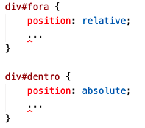 div#fora {
position: relative;
...
}
div#dentro {
position: absolute;
...
}